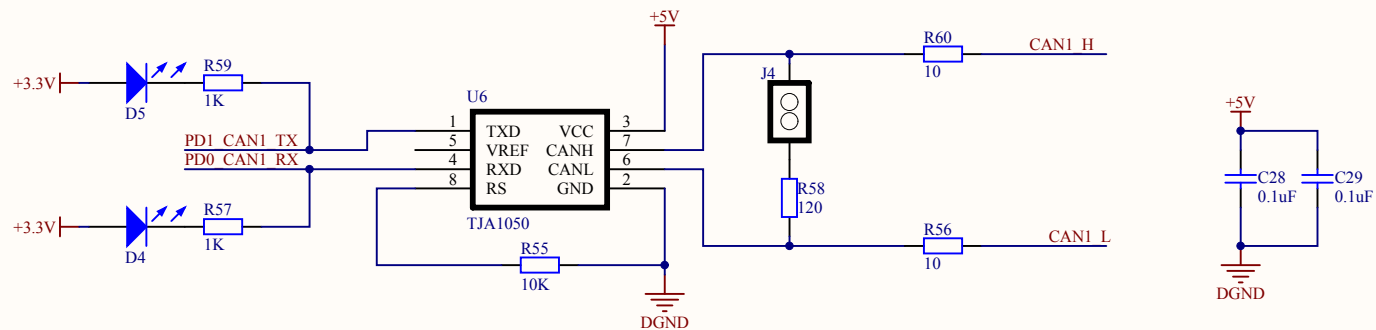 +5V
R60
CAN1_H
10
J4
+3.3V
R59
D5
1K
U6
1 TXD VCC 3
PD1_CAN1_TX
5 VREF CANH 7
PD0_CAN1_RX
4 RXD CANL 6
8 RS GND 2
TJA1050
R58
120
+3.3V
R57
D4
1K
R55
10K
R56
CAN1_L
10
DGND
+5V
C28
0.1uF
C29
0.1uF
DGND